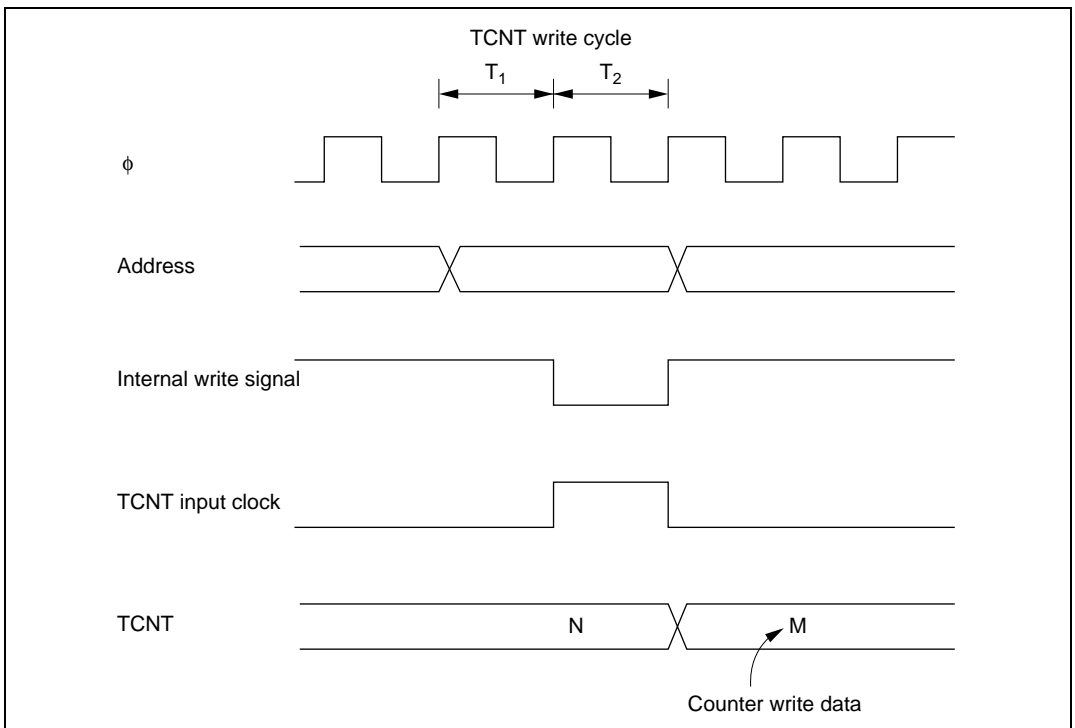 TCNT write cycle
T1 T2
ϕ
Address
Internal write signal
TCNT input clock
TCNT N M
Counter write data